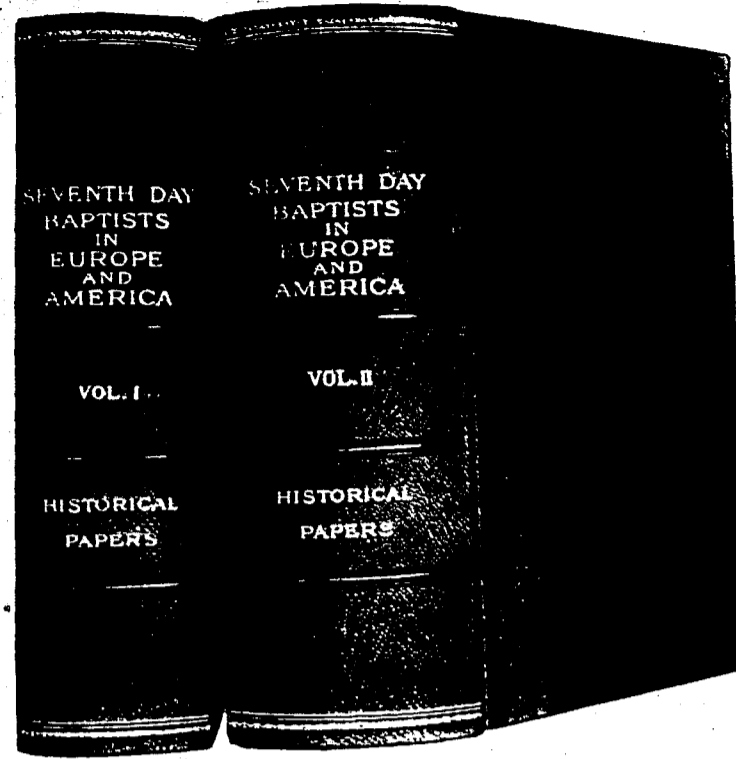 SEVENTH DAY
BAPTISTS
IN
EUROPE
AND
AMERICA
VOL. I
HISTORICAL
PAPERS
SEVENTH DAY
BAPTISTS
IN
EUROPE
AND
AMERICA
VOL. II
HISTORICAL
PAPERS